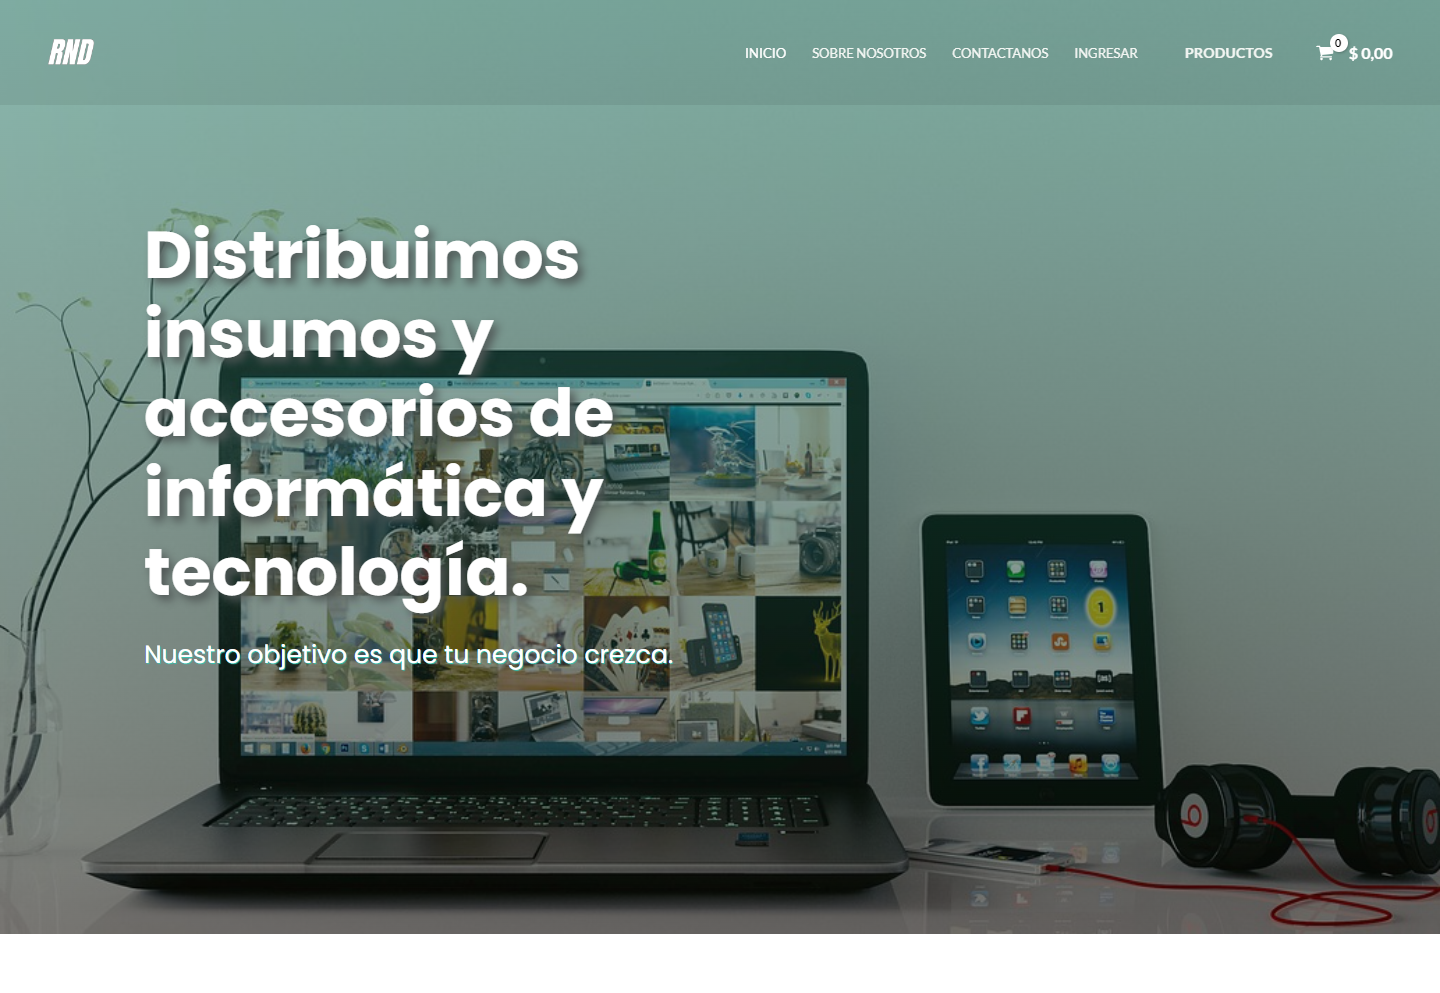 RND
INICIO SOBRE NOSOTROS CONTACTANOS INGRESAR PRODUCTOS 0 $ 0,00
Distribuimos
insumos y
accesorios de
informática y
tecnología.
Nuestro objetivo es que tu negocio crezca.
1